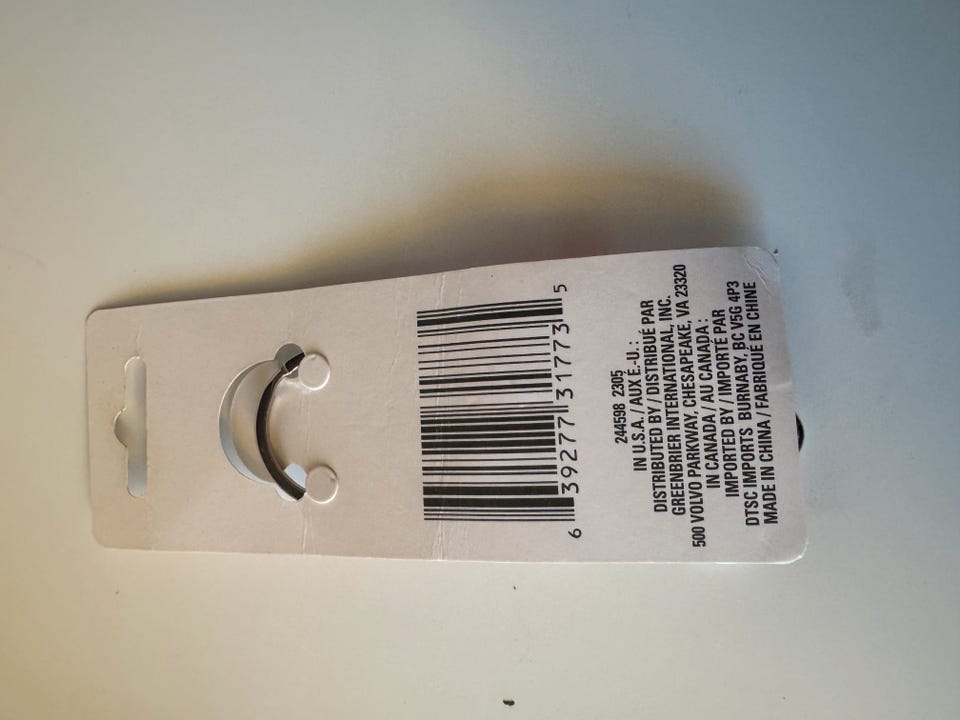 6 39277 31773 5
244598 2305
IN U.S.A. / AUX É.-U. :
DISTRIBUTED BY / DISTRIBUÉ PAR
GREENBRIER INTERNATIONAL, INC.
500 VOLVO PARKWAY, CHESAPEAKE, VA 23320
IN CANADA / AU CANADA :
IMPORTED BY / IMPORTÉ PAR
DTSC IMPORTS BURNABY, BC V5G 4P3
MADE IN CHINA / FABRIQUÉ EN CHINE